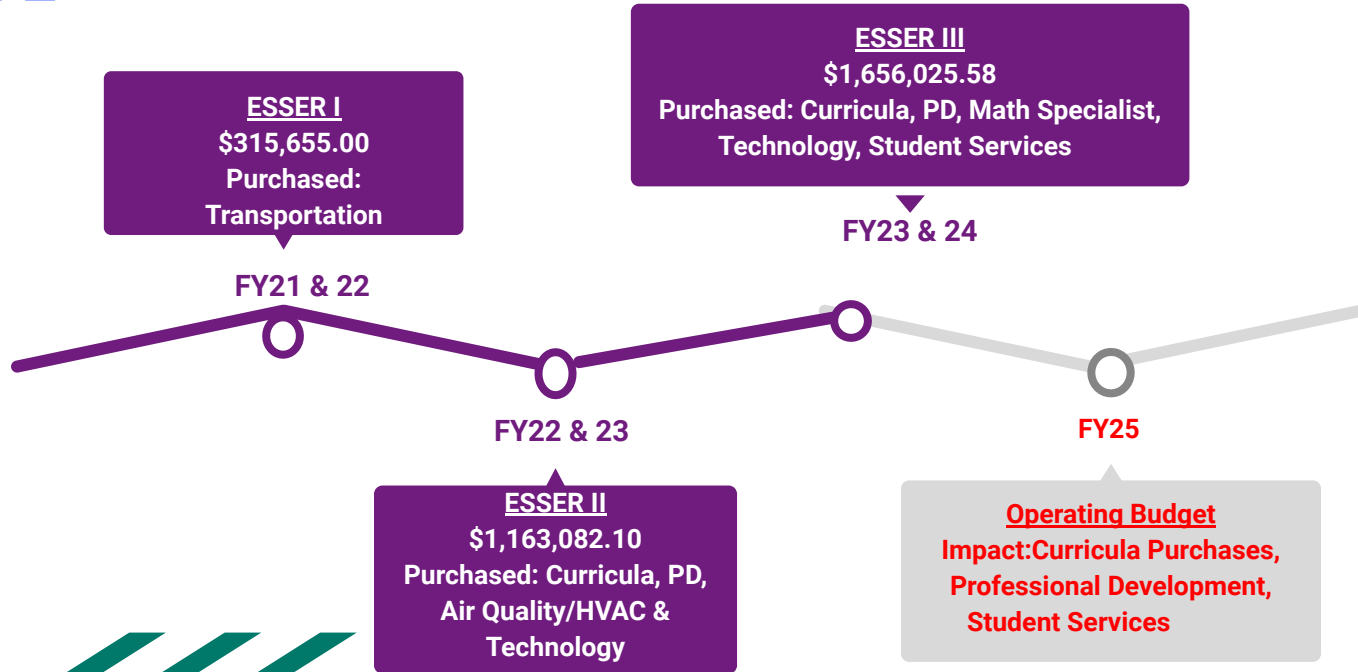 ESSER I
$315,655.00
Purchased:
Transportation
FY21 & 22
ESSER II
$1,163,082.10
Purchased: Curricula, PD,
Air Quality/HVAC &
Technology
FY22 & 23
ESSER III
$1,656,025.58
Purchased: Curricula, PD, Math Specialist,
Technology, Student Services
FY23 & 24
FY25
Operating Budget
Impact:Curricula Purchases,
Professional Development,
Student Services